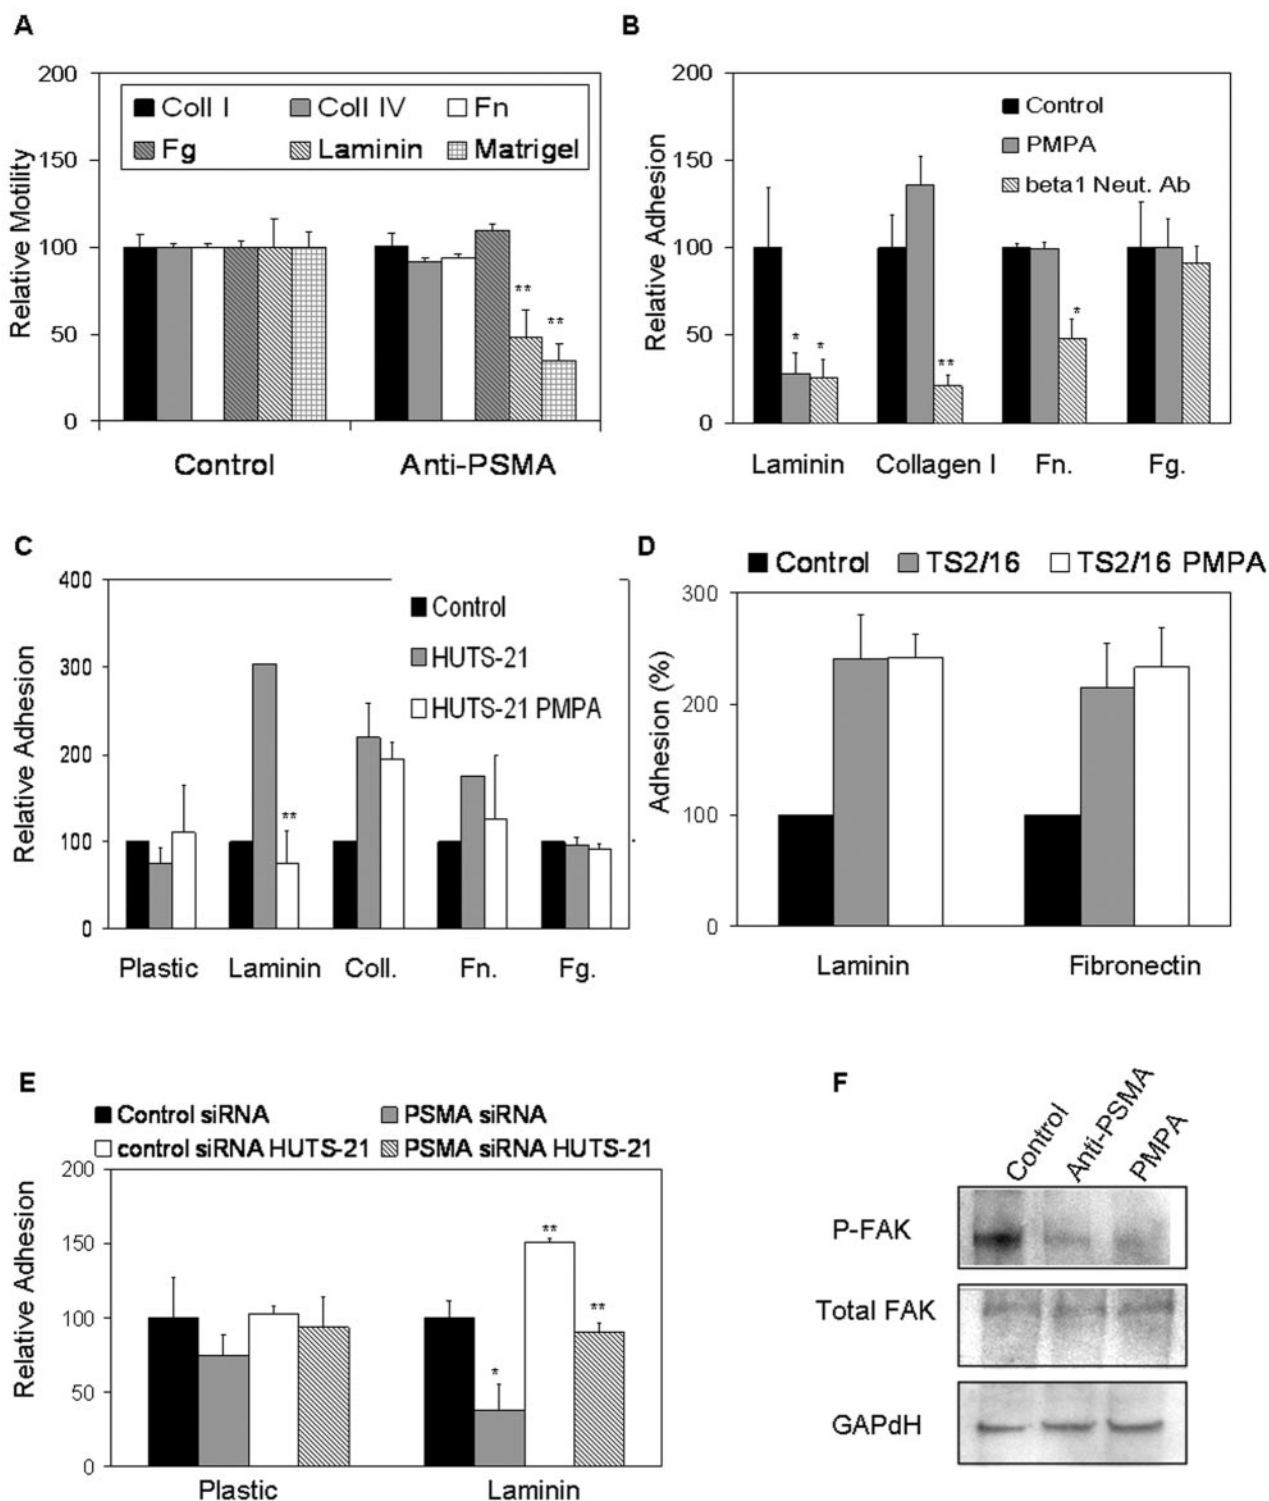 A
200
150
100
50
0
Relative Motility
Coll I Coll IV Fn
Fg Laminin Matrigel
** **
Control Anti-PSMA
B
200
150
100
50
0
Relative Adhesion
Control
PMPA
beta1 Neut. Ab
* * ** *
Laminin Collagen I Fn. Fg.
C
400
300
200
100
0
Relative Adhesion
Control
HUTS-21
HUTS-21 PMPA
**
Plastic Laminin Coll. Fn. Fg.
D
Control TS2/16 TS2/16 PMPA
300
200
100
0
Adhesion (%)
Laminin Fibronectin
E
Control siRNA PSMA siRNA
control siRNA HUTS-21 PSMA siRNA HUTS-21
200
150
100
50
0
Relative Adhesion
* ** **
Plastic Laminin
F
Control Anti-PSMA PMPA
P-FAK
Total FAK
GAPdH